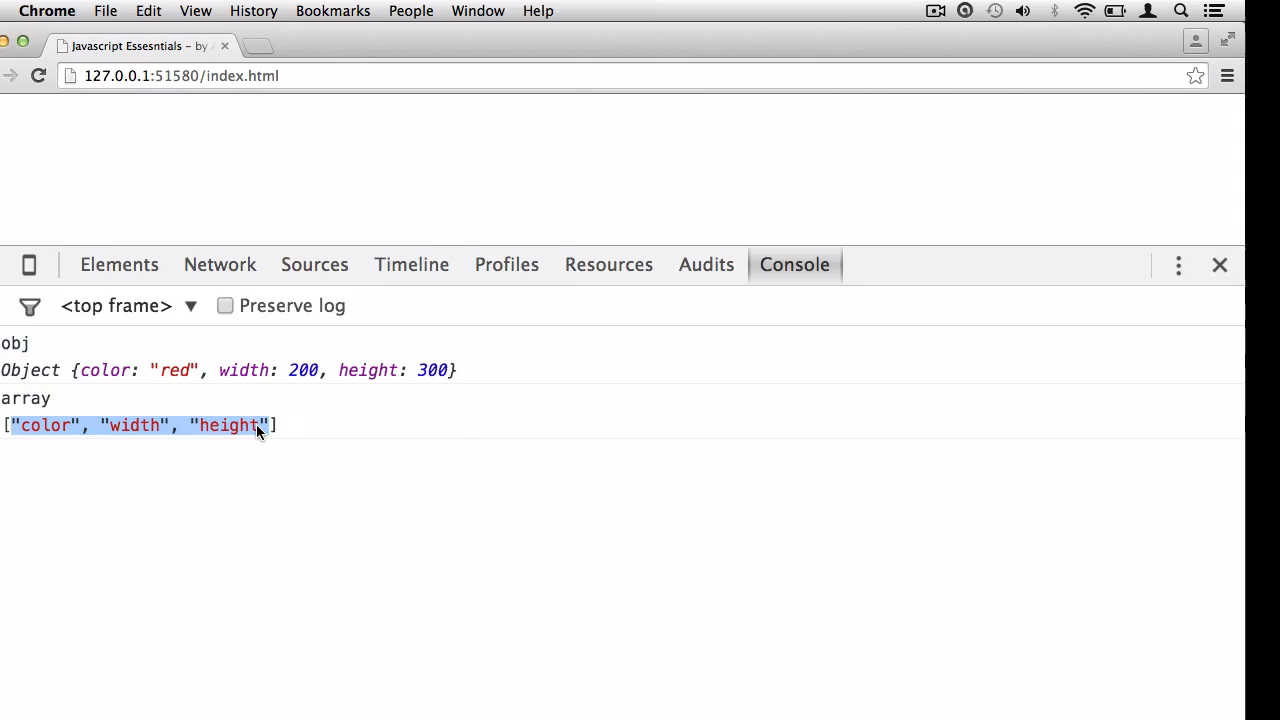 Chrome File Edit View History Bookmarks People Window Help
Javascript Essesntials - by
127.0.0.1:51580/index.html
Elements Network Sources Timeline Profiles Resources Audits Console
<top frame> ▼ Preserve log
obj
Object {color: "red", width: 200, height: 300}
array
["color", "width", "height"]